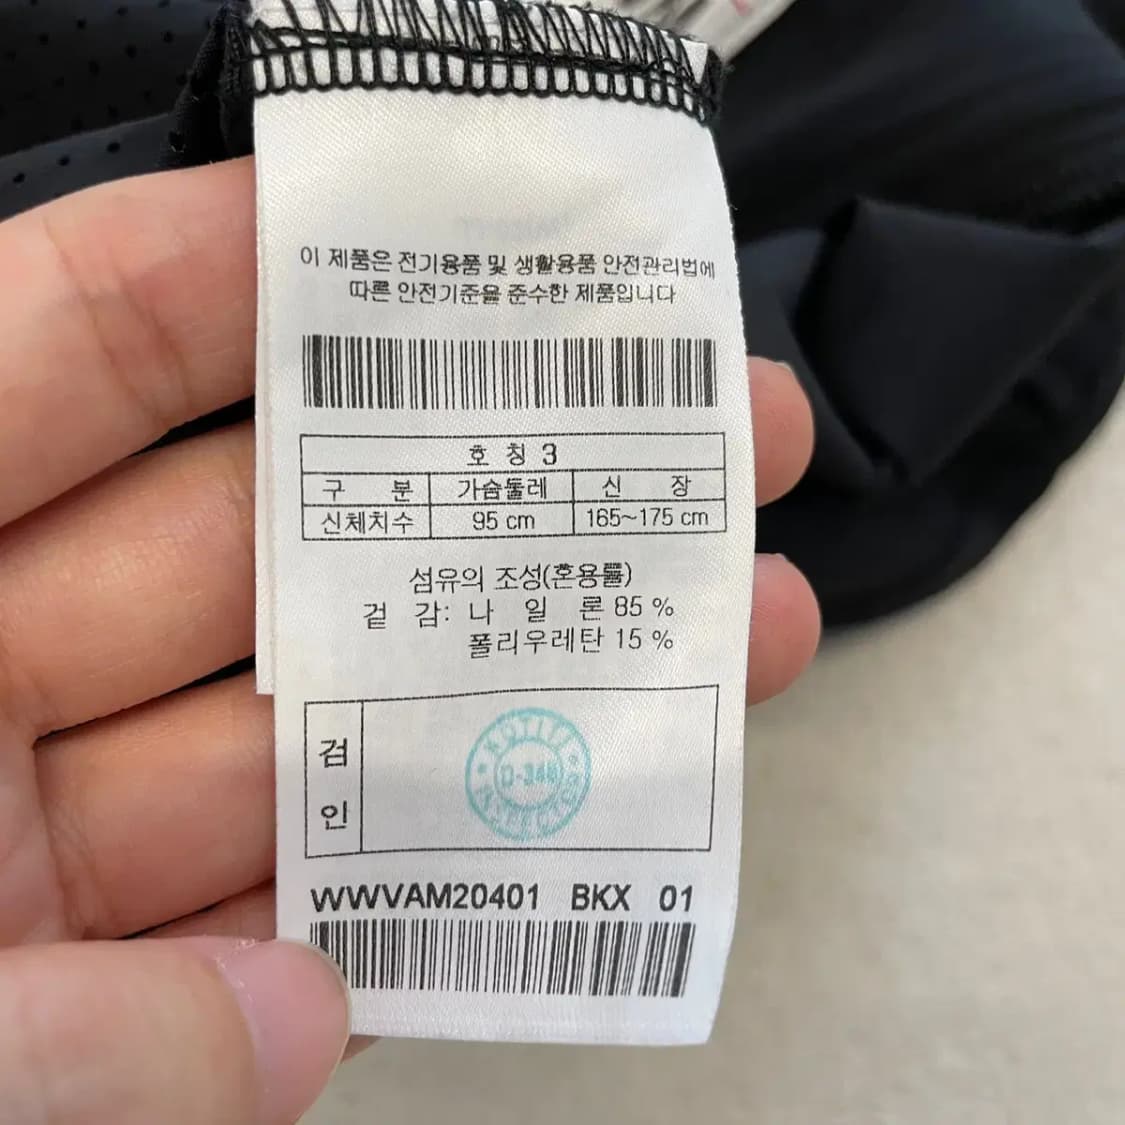 이 제품은 전기용품 및 생활용품 안전관리법에
따른 안전기준을 준수한 제품입니다
호 칭 3
구 분 가슴둘레 신 장
신체치수 95 cm 165~175 cm
섬유의 조성(혼용률)
겉 감: 나 일 론 85 %
폴리우레탄 15 %
검
인
KOTITI
INSPECTOR
WWVAM20401 BKX 01